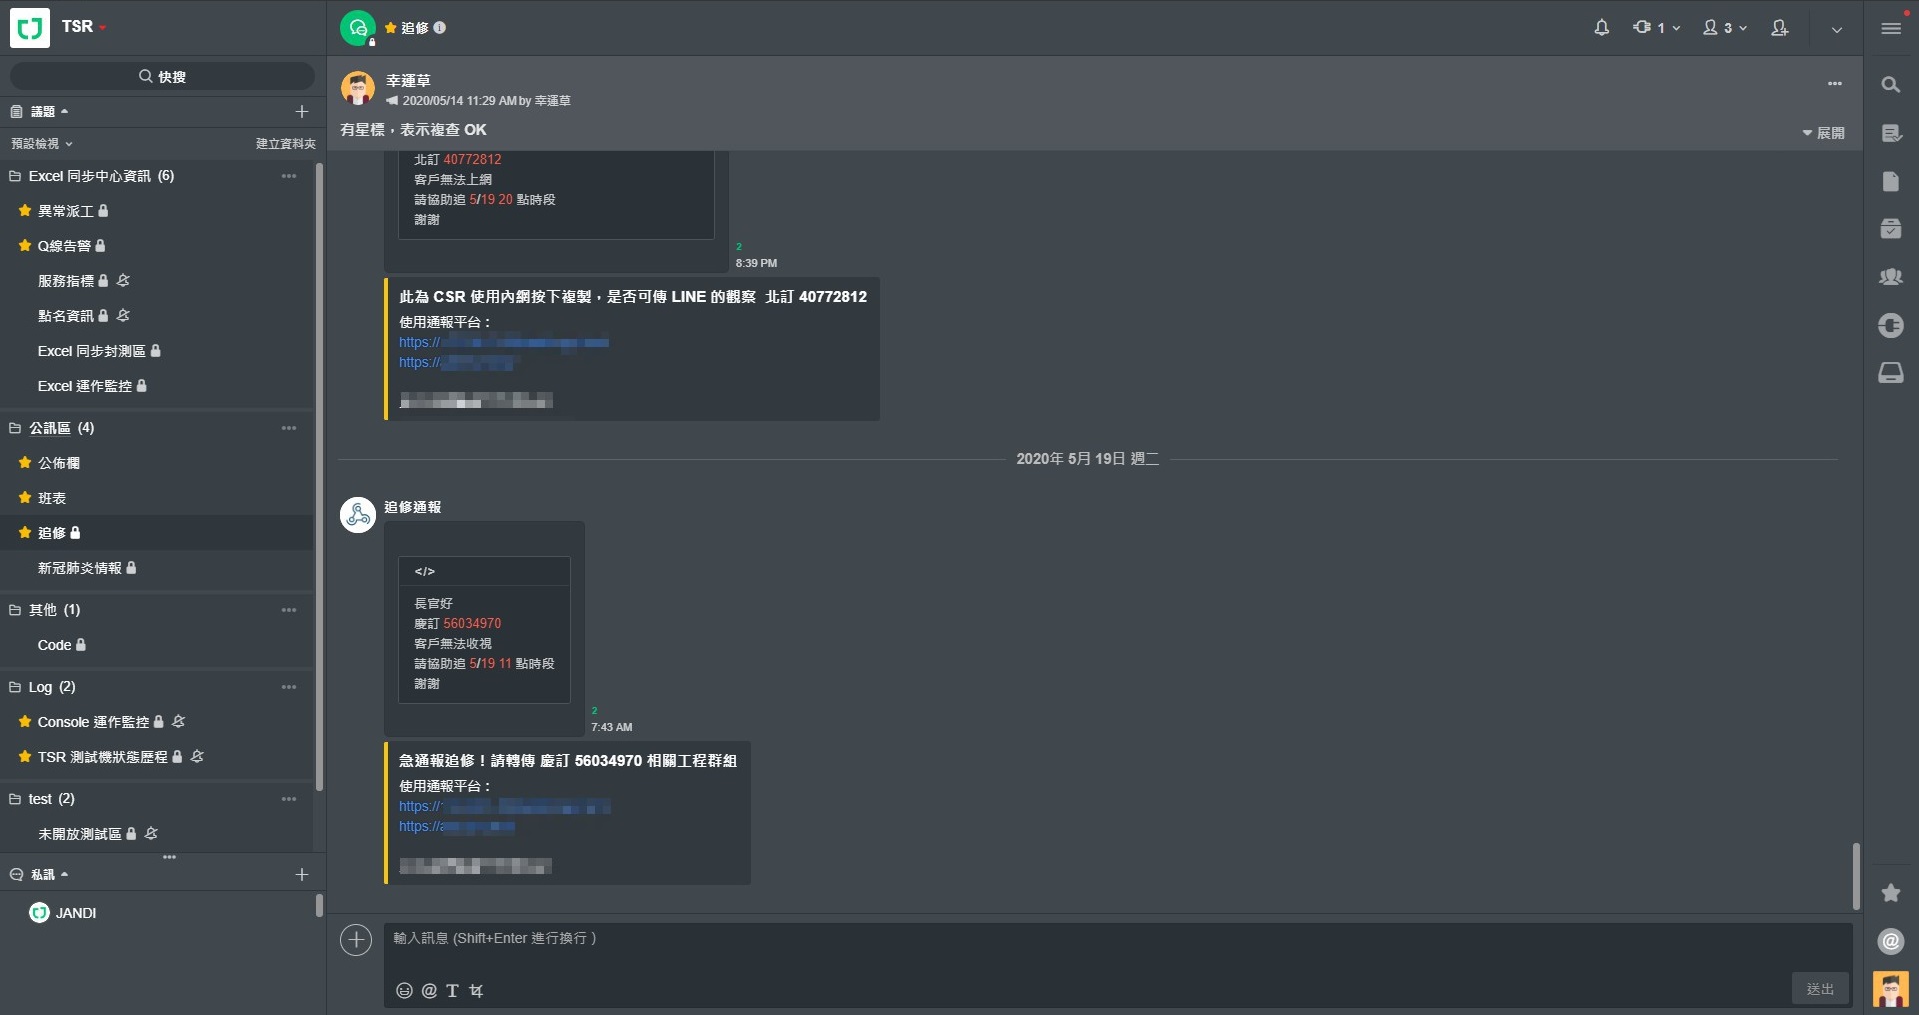 TSR
快搜
議題
預設檢視
建立資料夾
Excel 同步中心資訊 (6)
異常派工
Q線告警
服務指標
點名資訊
Excel 同步封測區
Excel 運作監控
公訊區 (4)
公佈欄
班表
追修
新冠肺炎情報
其他 (1)
Code
Log (2)
Console 運作監控
TSR 測試機狀態歷程
test (2)
未開放測試區
私訊
JANDI
追修
1
3
幸運草
2020/05/14 11:29 AM by 幸運草
有星標，表示複查 OK
展開
北訂 40772812
客戶無法上網
請協助追 5/19 20 點時段
謝謝
2
8:39 PM
此為 CSR 使用內網按下複製，是否可傳 LINE 的觀察 北訂 40772812
使用通報平台：
https://
https://
2020年 5月 19日 週二
追修通報
</>
長官好
慶訂 56034970
客戶無法收視
請協助追 5/19 11 點時段
謝謝
2
7:43 AM
急通報追修！請轉傳 慶訂 56034970 相關工程群組
使用通報平台：
https://
https://
輸入訊息 (Shift+Enter 進行換行 )
送出